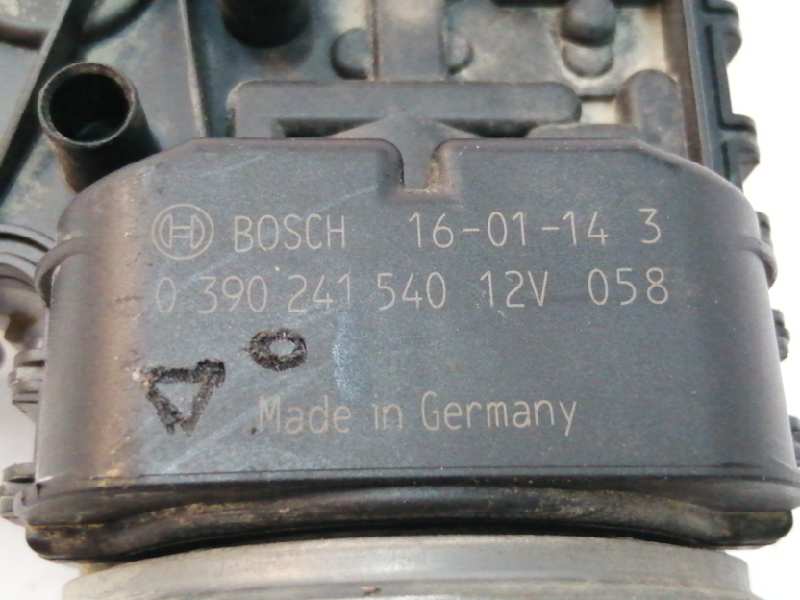 BOSCH 16-01-14 3
0 390 241 540 12V 058
Made in Germany